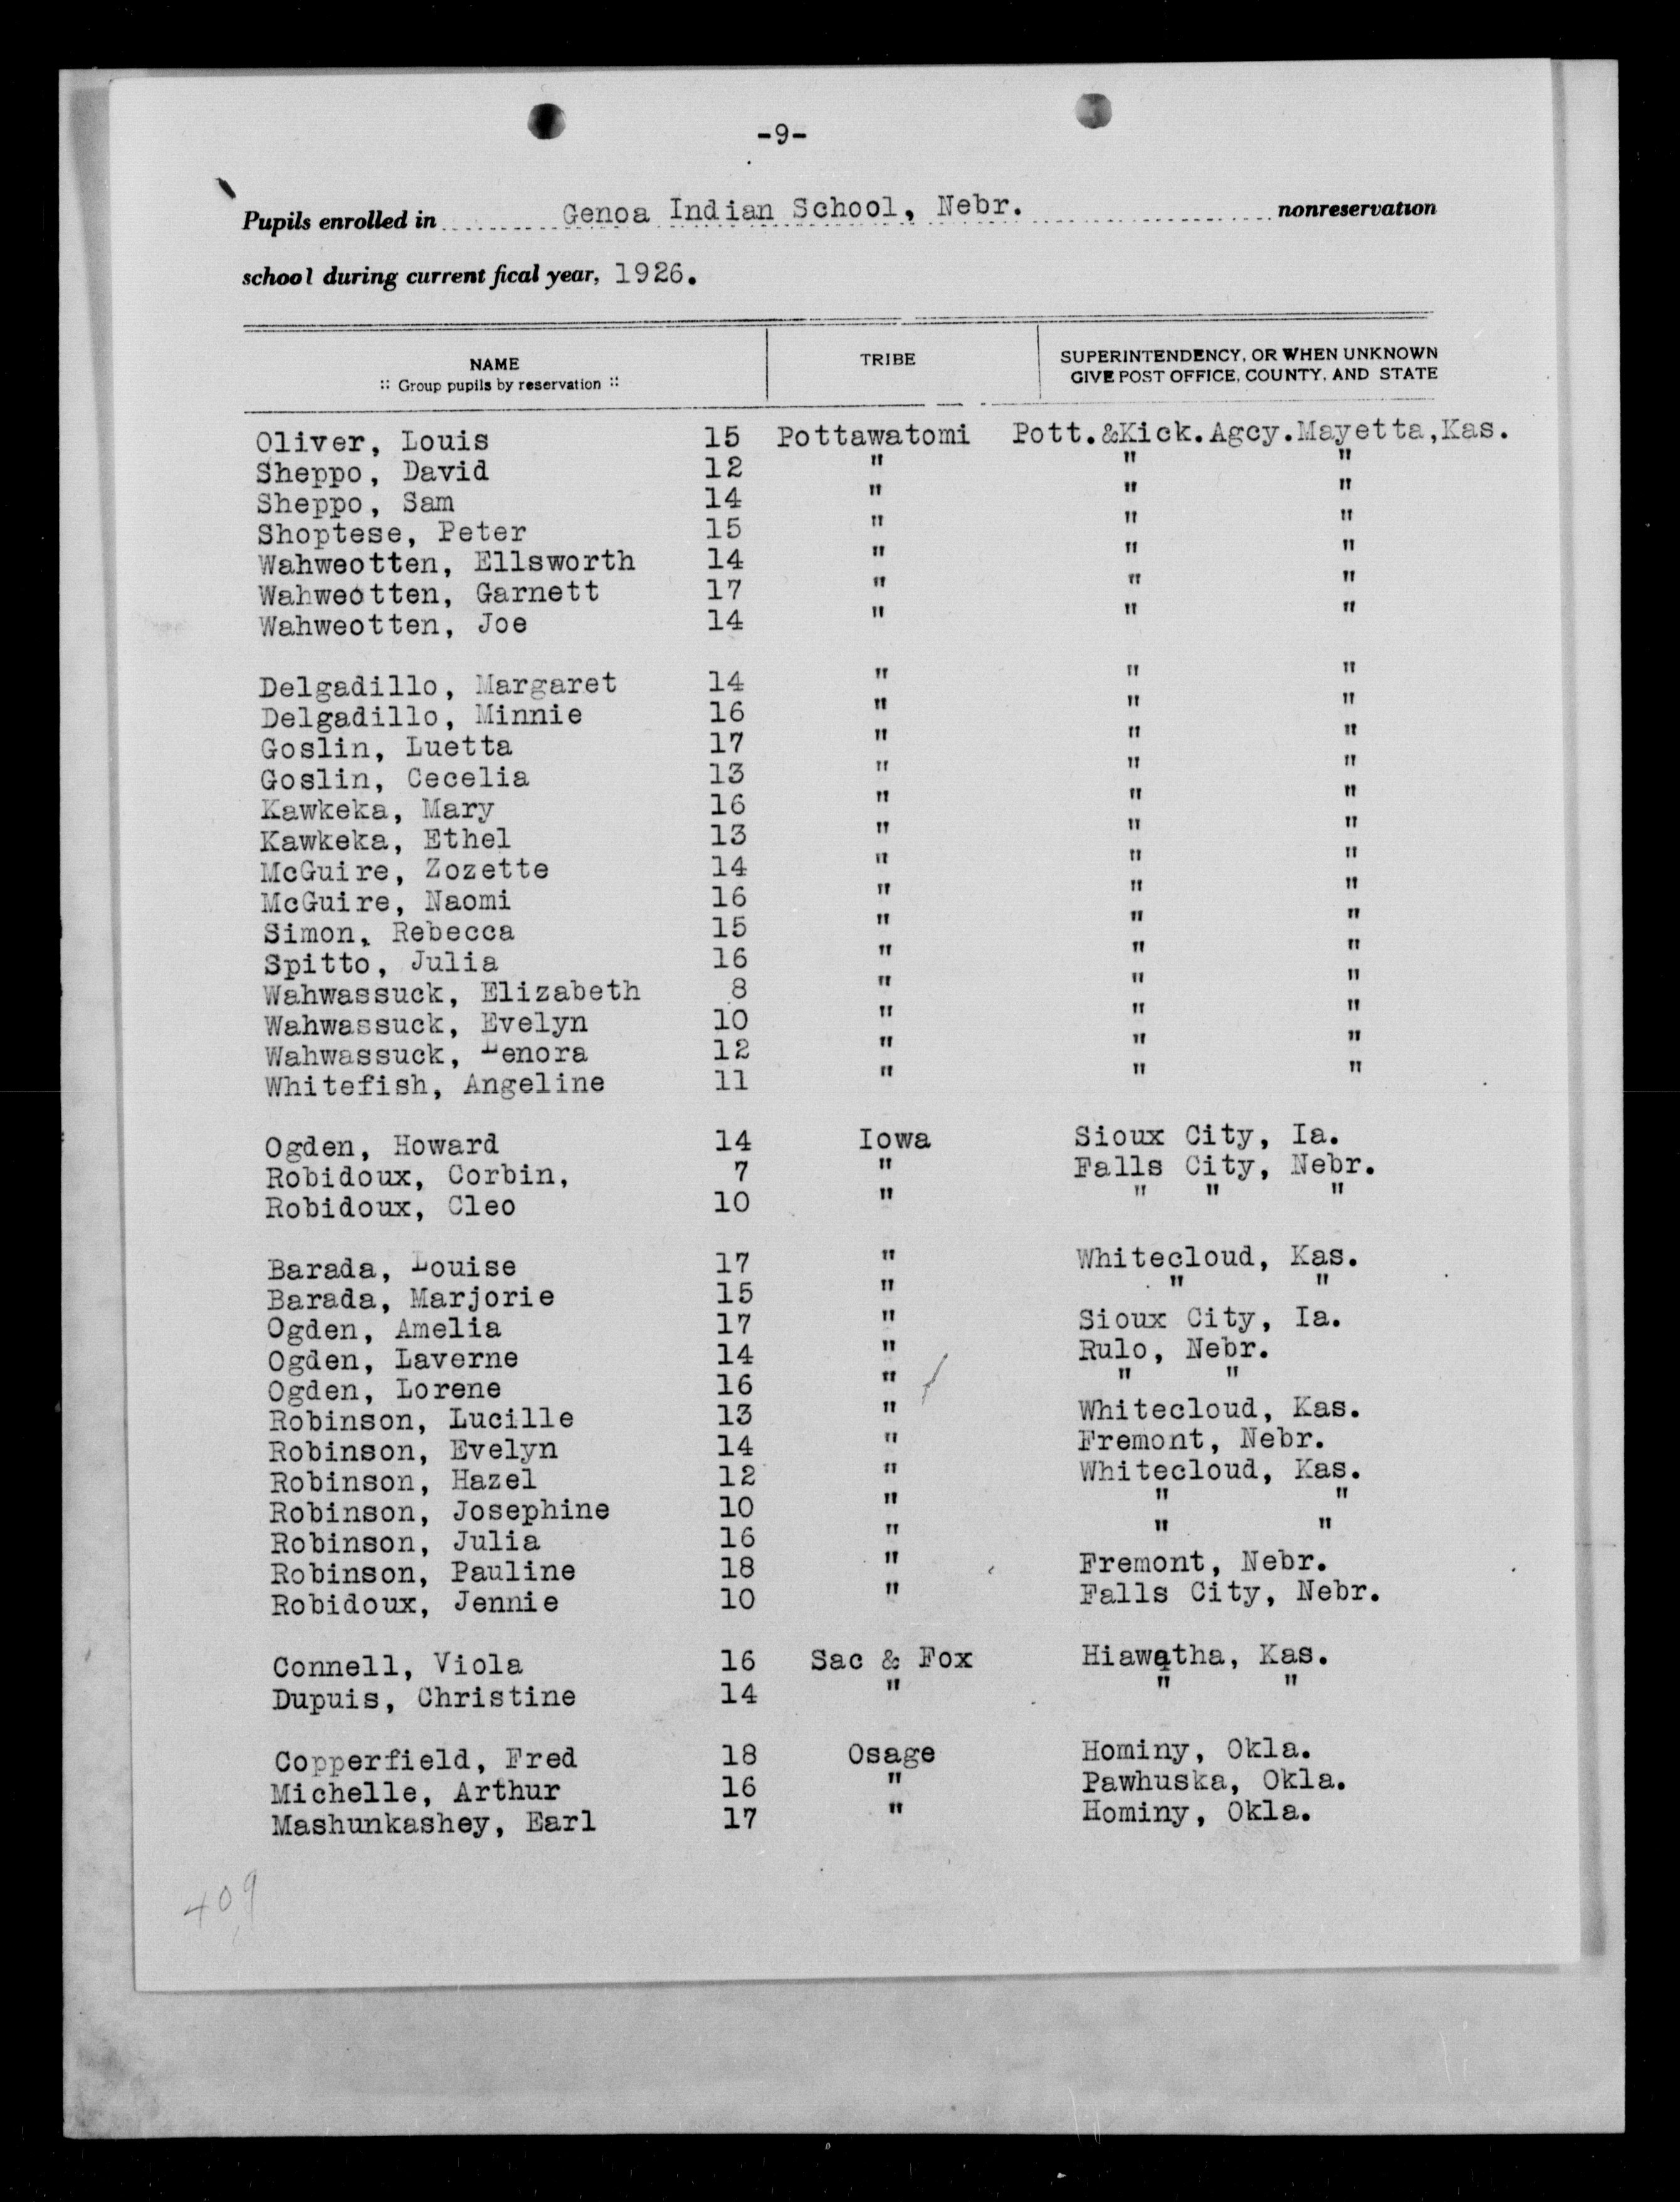 -9-
Pupils enrolled in Genoa Indian School, Nebr. nonreservation
school during current fical year, 1926.
NAME TRIBE SUPERINTENDENCY, OR WHEN UNKNOWN
:: Group pupils by reservation :: GIVE POST OFFICE, COUNTY, AND STATE
Oliver, Louis 15 Pottawatomi Pott.&Kick.Agcy.Mayetta,Kas.
Sheppo, David 12 " " "
Sheppo, Sam 14 " " "
Shoptese, Peter 15 " " "
Wahweotten, Ellsworth 14 " " "
Wahweotten, Garnett 17 " " "
Wahweotten, Joe 14 " " "
Delgadillo, Margaret 14 " " "
Delgadillo, Minnie 16 " " "
Goslin, Luetta 17 " " "
Goslin, Cecelia 13 " " "
Kawkeka, Mary 16 " " "
Kawkeka, Ethel 13 " " "
McGuire, Zozette 14 " " "
McGuire, Naomi 16 " " "
Simon, Rebecca 15 " " "
Spitto, Julia 16 " " "
Wahwassuck, Elizabeth 8 " " "
Wahwassuck, Evelyn 10 " " "
Wahwassuck, Lenora 12 " " "
Whitefish, Angeline 11 " " "
Ogden, Howard 14 Iowa Sioux City, Ia.
Robidoux, Corbin, 7 " Falls City, Nebr.
Robidoux, Cleo 10 " " " "
Barada, Louise 17 " Whitecloud, Kas.
Barada, Marjorie 15 " " "
Ogden, Amelia 17 " Sioux City, Ia.
Ogden, Laverne 14 " Rulo, Nebr.
Ogden, Lorene 16 " " "
Robinson, Lucille 13 " Whitecloud, Kas.
Robinson, Evelyn 14 " Fremont, Nebr.
Robinson, Hazel 12 " Whitecloud, Kas.
Robinson, Josephine 10 " " "
Robinson, Julia 16 " " "
Robinson, Pauline 18 " Fremont, Nebr.
Robidoux, Jennie 10 " Falls City, Nebr.
Connell, Viola 16 Sac & Fox Hiawatha, Kas.
Dupuis, Christine 14 " " "
Copperfield, Fred 18 Osage Hominy, Okla.
Michelle, Arthur 16 " Pawhuska, Okla.
Mashunkashey, Earl 17 " Hominy, Okla.
409